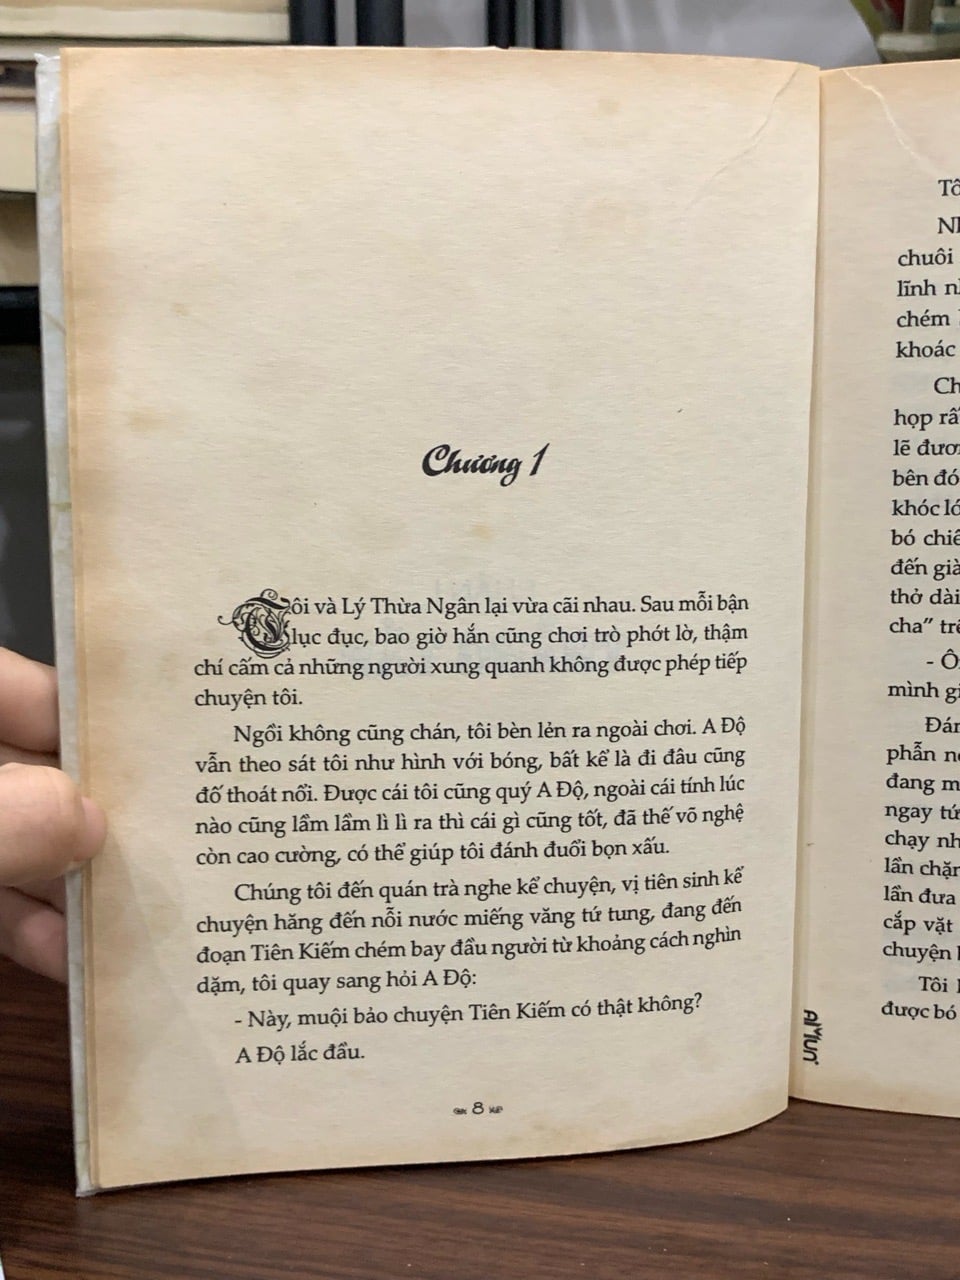 Chương 1
Tôi và Lý Thừa Ngân lại vừa cãi nhau. Sau mỗi bận
lục đục, bao giờ hắn cũng chơi trò phót lờ, thậm
chí cấm cả những người xung quanh không được phép tiếp
chuyện tôi.
Ngồi không cũng chán, tôi bèn lẻn ra ngoài chơi. A Độ
vẫn theo sát tôi như hình với bóng, bất kể là đi đâu cũng
đố thoát nổi. Được cái tôi cũng quý A Độ, ngoài cái tính lúc
nào cũng lầm lầm lì lì ra thì cái gì cũng tốt, đã thế võ nghệ
còn cao cường, có thể giúp tôi đánh đuổi bọn xấu.
Chúng tôi đến quán trà nghe kể chuyện, vị tiên sinh kể
chuyện hăng đến nỗi nước miếng văng tứ tung, đang đến
đoạn Tiên Kiếm chém bay đầu người từ khoảng cách nghìn
dặm, tôi quay sang hỏi A Độ:
- Này, muội bảo chuyện Tiên Kiếm có thật không?
A Độ lắc đầu.
8
chuôi
lĩnh
chém
khoác
họp
lẽ
bên đó
khóc
bó
đến
thở dài
cha” trê
mình
phẫn
đang
ngay
chạy
lần
lần đưa
cắp vặt
chuyện
Tôi
được bó